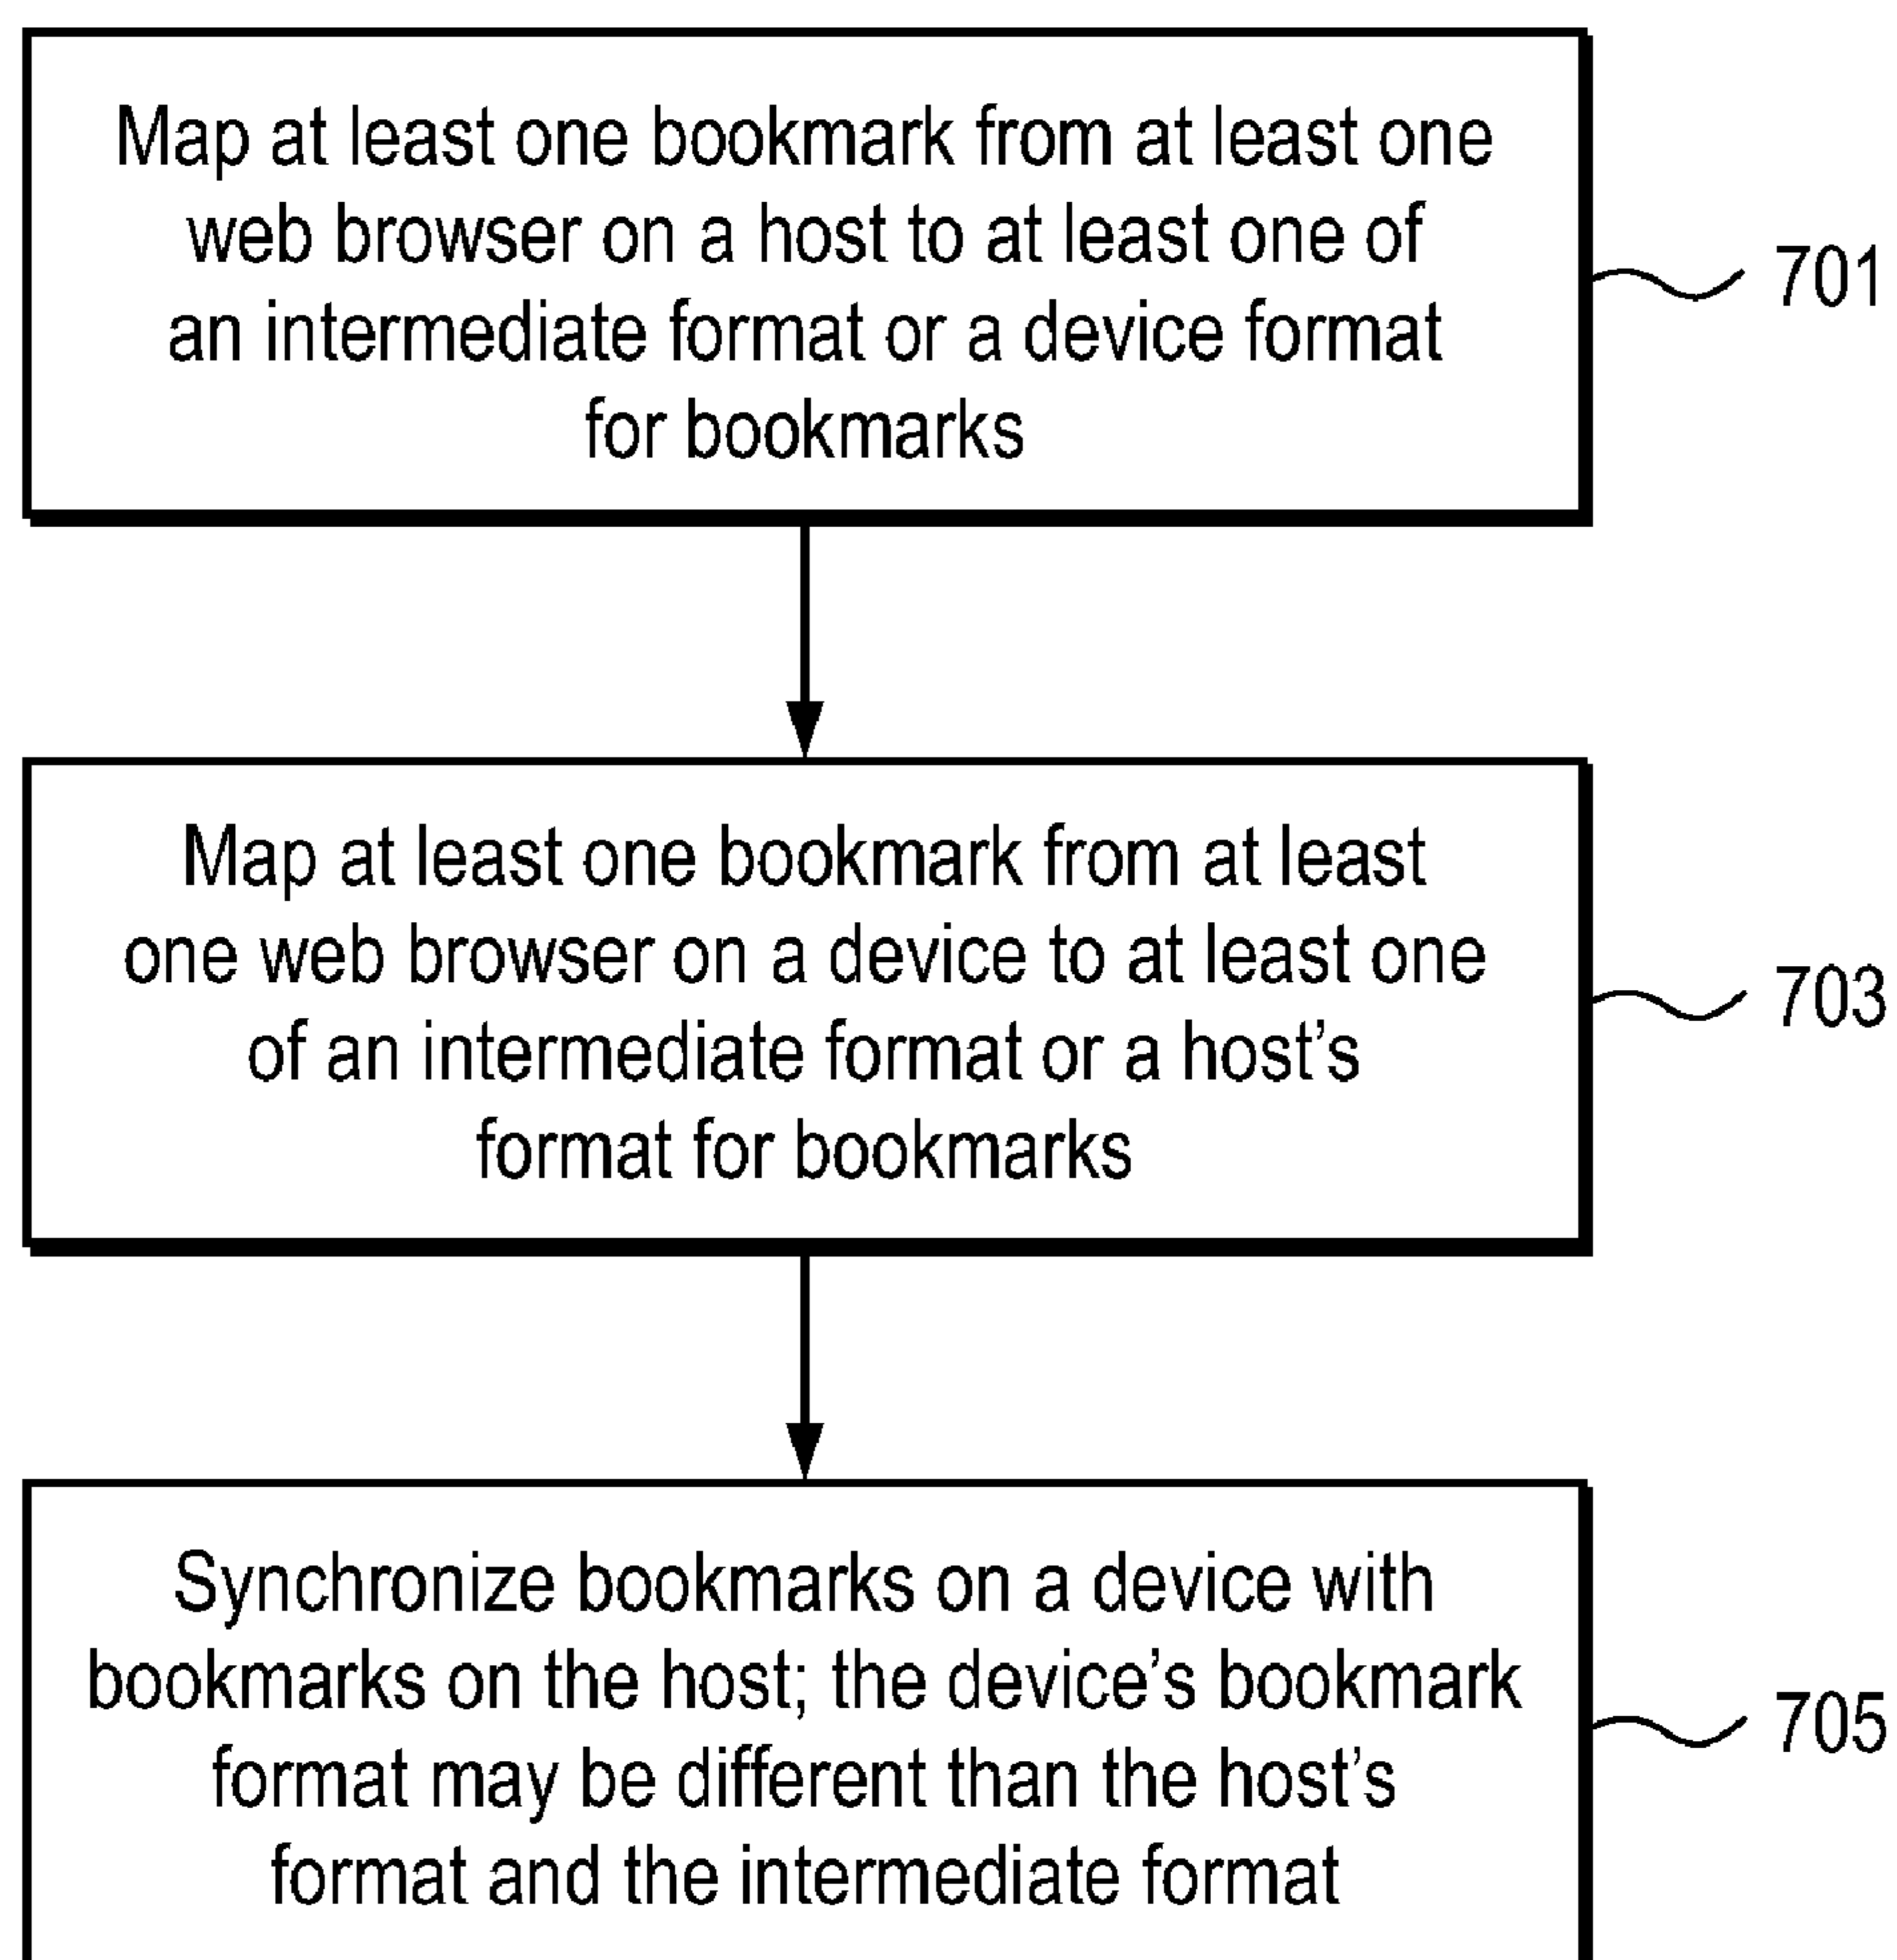 Map at least one bookmark from at least one
web browser on a host to at least one of
an intermediate format or a device format
for bookmarks
701
Map at least one bookmark from at least
one web browser on a device to at least one
of an intermediate format or a host's
format for bookmarks
703
Synchronize bookmarks on a device with
bookmarks on the host; the device's bookmark
format may be different than the host's
format and the intermediate format
705